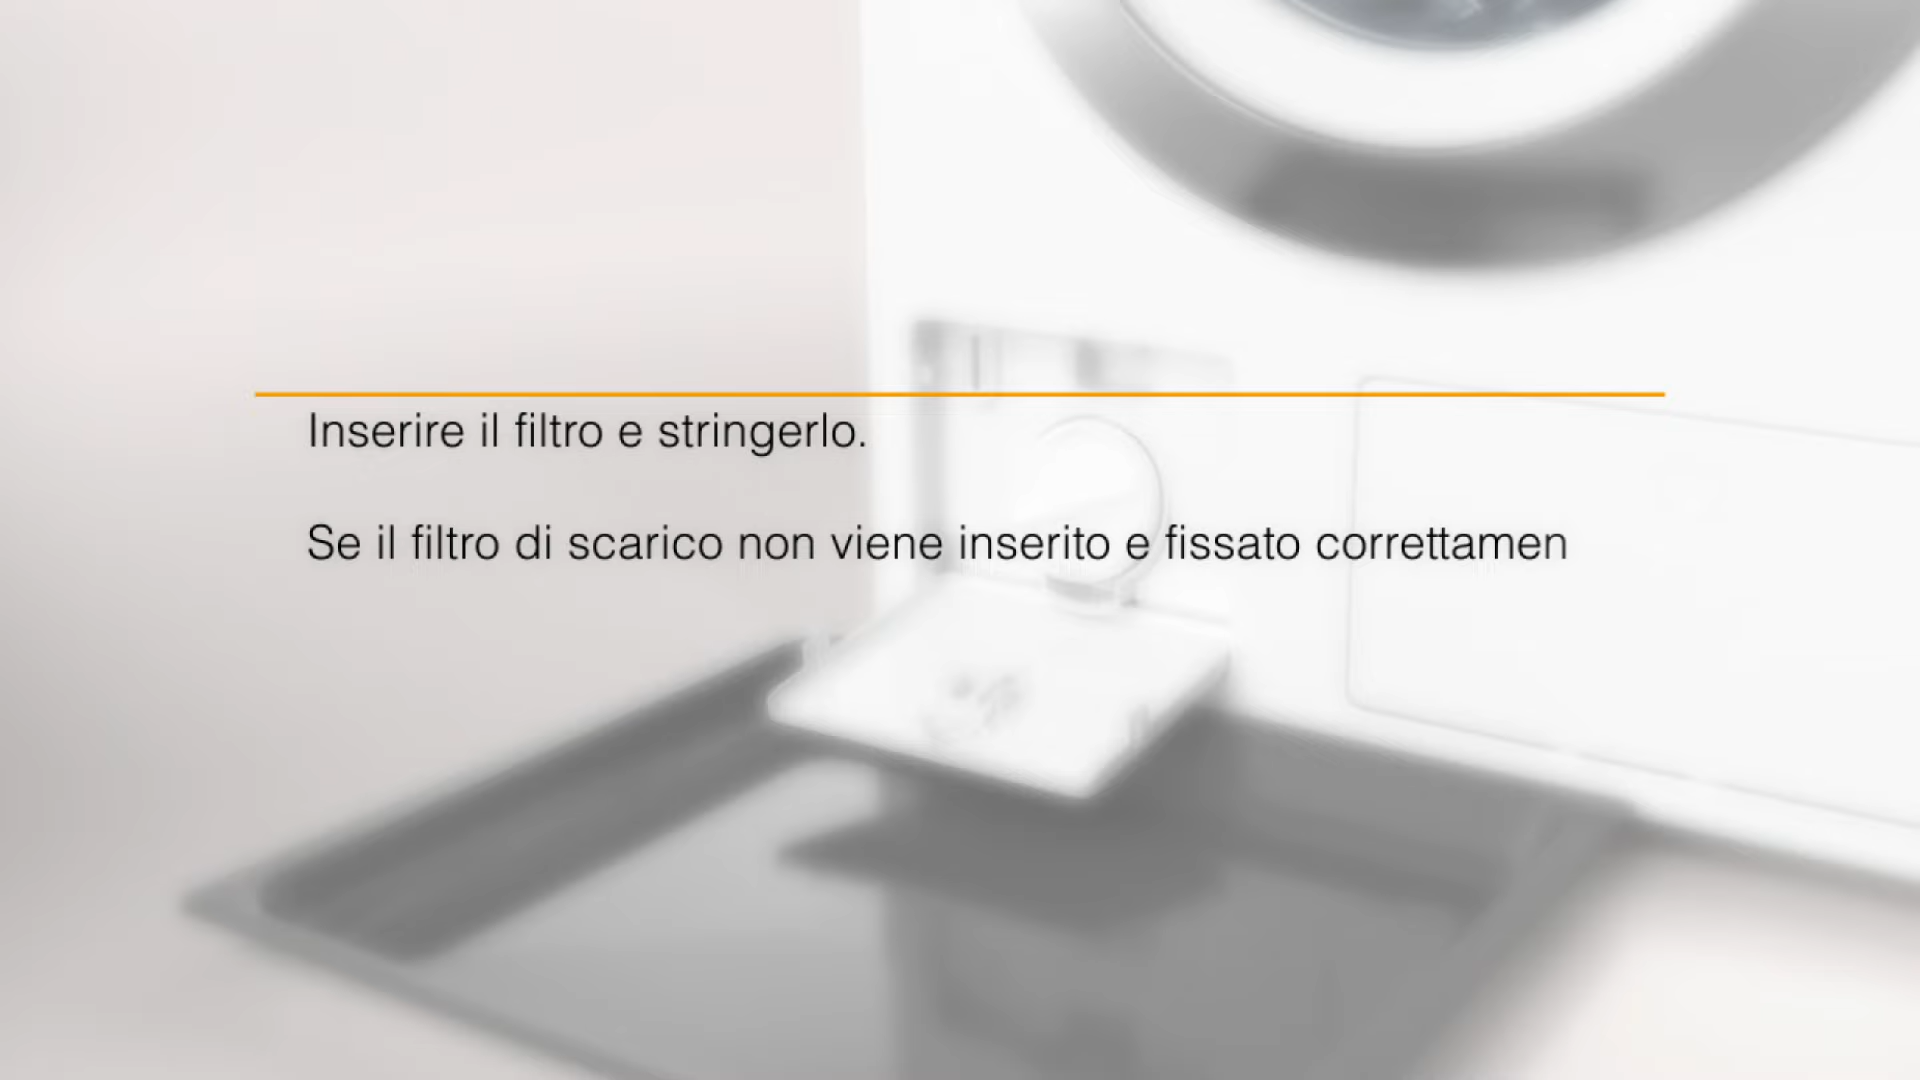 Inserire il filtro e stringerlo.
Se il filtro di scarico non viene inserito e fissato correttamen